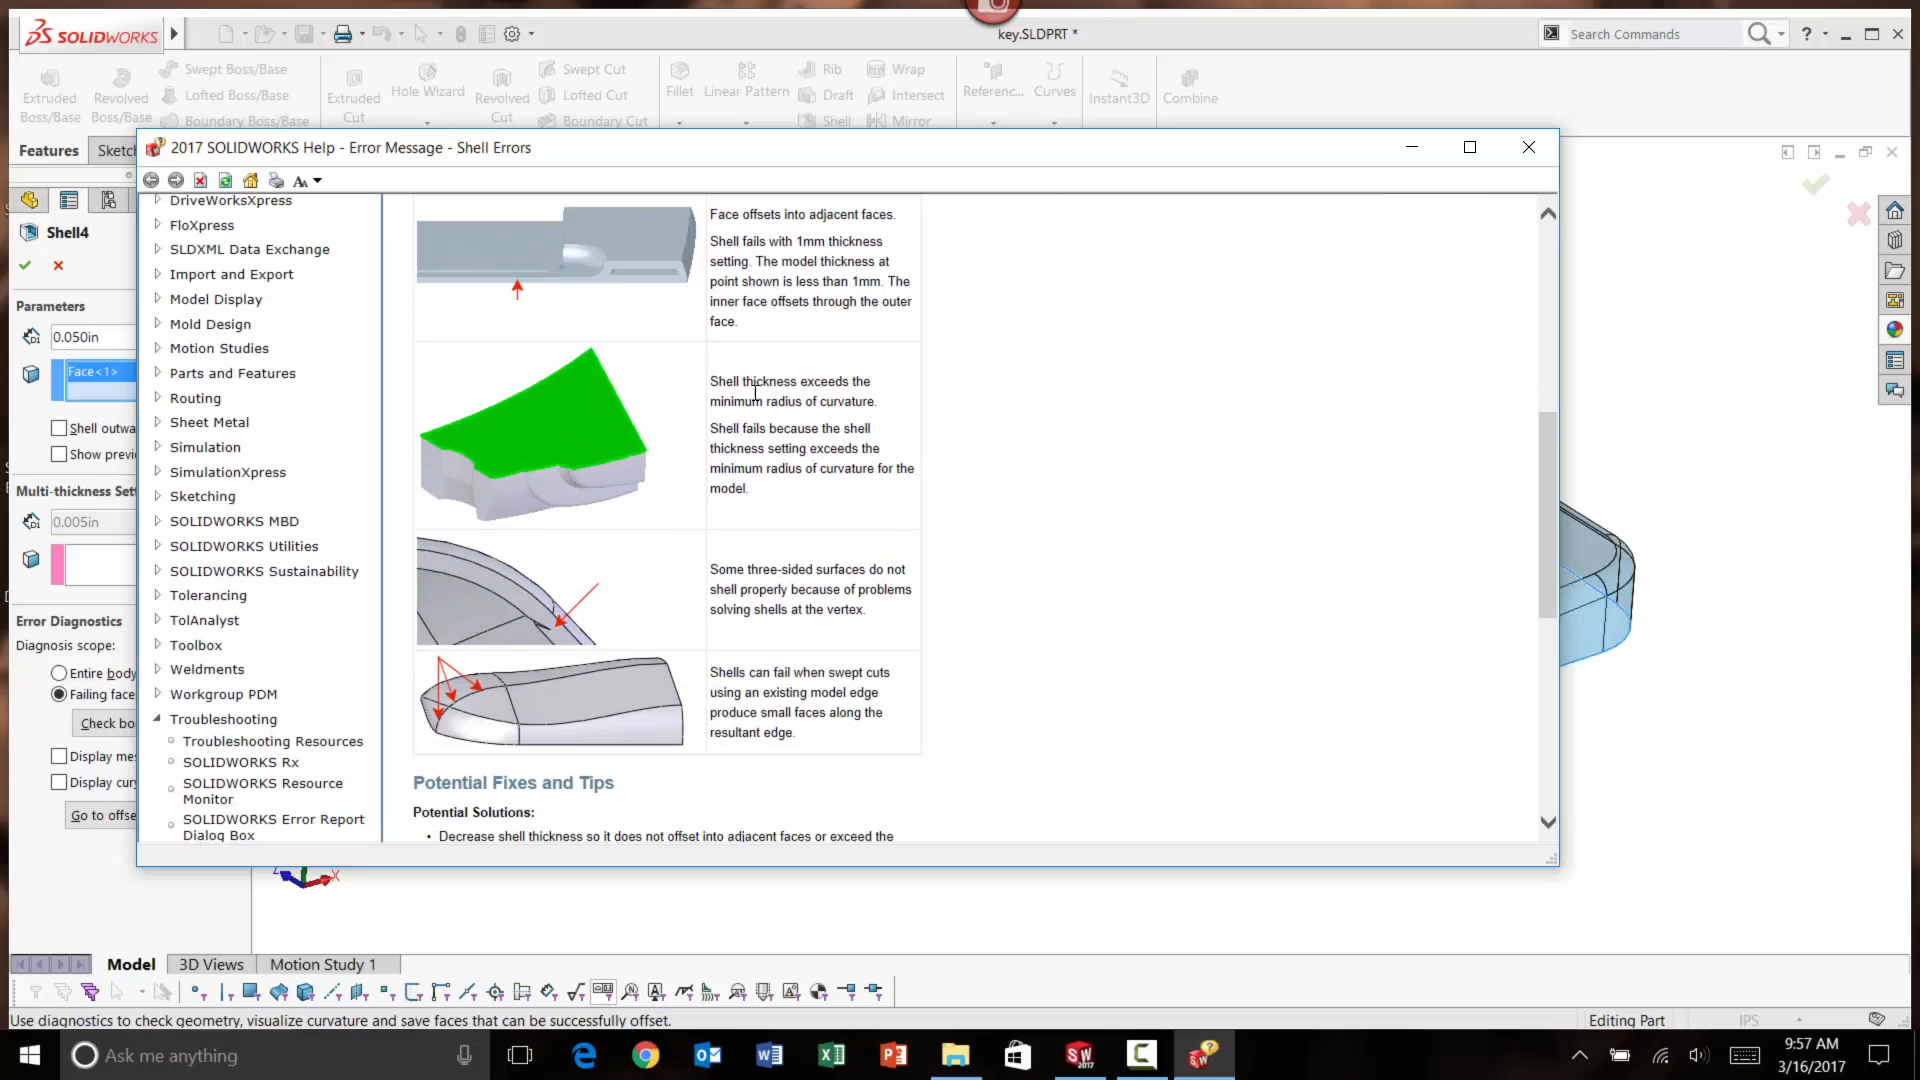 SOLIDWORKS
key.SLDPRT *
Search Commands
Extruded Boss/Base
Revolved Boss/Base
Swept Boss/Base
Lofted Boss/Base
Boundary Boss/Base
Extruded Cut
Hole Wizard
Revolved Cut
Swept Cut
Lofted Cut
Boundary Cut
Fillet
Linear Pattern
Rib
Draft
Shell
Wrap
Intersect
Mirror
Referenc...
Curves
Instant3D
Combine
Features
Sketc
2017 SOLIDWORKS Help - Error Message - Shell Errors
Shell4
Parameters
0.050in
Face<1>
Shell outwa
Show previ
Multi-thickness Set
0.005in
Error Diagnostics
Diagnosis scope:
Entire body
Failing face
Check bo
Display me
Display cur
Go to offse
DriveWorksXpress
FloXpress
SLDXML Data Exchange
Import and Export
Model Display
Mold Design
Motion Studies
Parts and Features
Routing
Sheet Metal
Simulation
SimulationXpress
Sketching
SOLIDWORKS MBD
SOLIDWORKS Utilities
SOLIDWORKS Sustainability
Tolerancing
TolAnalyst
Toolbox
Weldments
Workgroup PDM
Troubleshooting
Troubleshooting Resources
SOLIDWORKS Rx
SOLIDWORKS Resource
Monitor
SOLIDWORKS Error Report
Dialog Box
Face offsets into adjacent faces.
Shell fails with 1mm thickness
setting. The model thickness at
point shown is less than 1mm. The
inner face offsets through the outer
face.
Shell thickness exceeds the
minimum radius of curvature.
Shell fails because the shell
thickness setting exceeds the
minimum radius of curvature for the
model.
Some three-sided surfaces do not
shell properly because of problems
solving shells at the vertex.
Shells can fail when swept cuts
using an existing model edge
produce small faces along the
resultant edge.
Potential Fixes and Tips
Potential Solutions:
• Decrease shell thickness so it does not offset into adjacent faces or exceed the
Model
3D Views
Motion Study 1
Use diagnostics to check geometry, visualize curvature and save faces that can be successfully offset.
Editing Part
IPS
Ask me anything
9:57 AM
3/16/2017